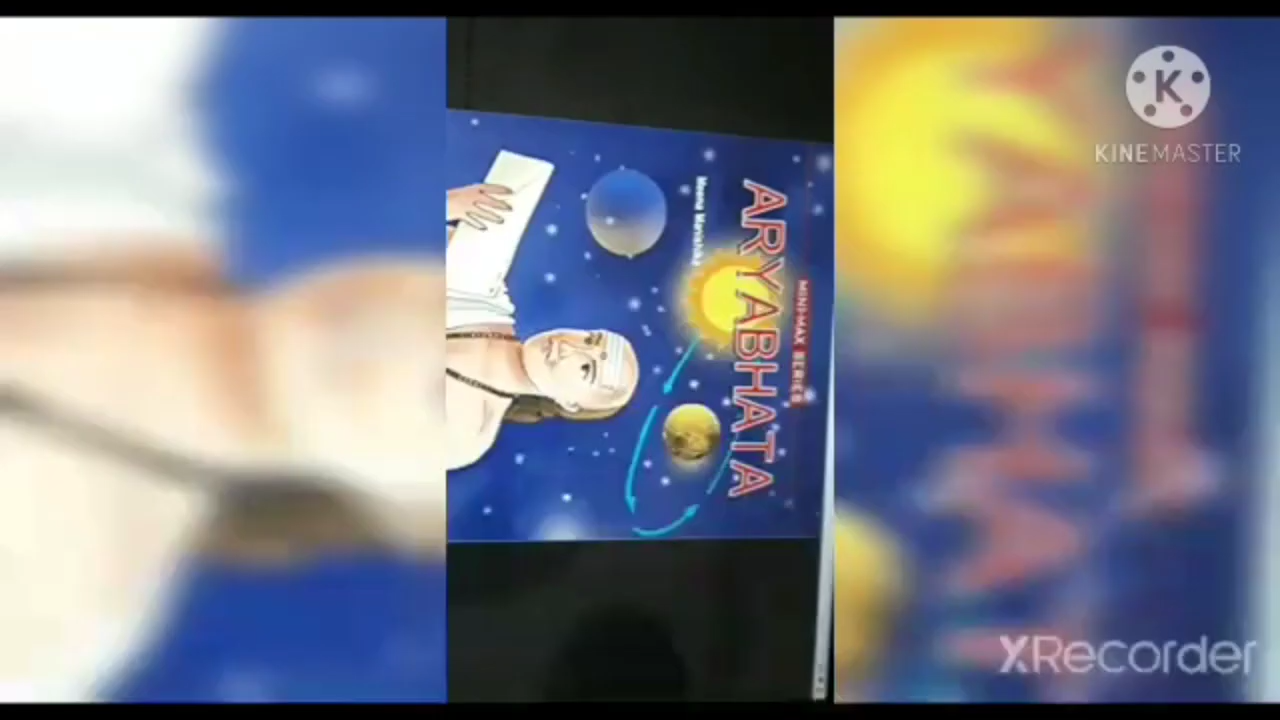 MINI-MAX SERIES
ARYABHATA
K
KINEMASTER
XRecorder